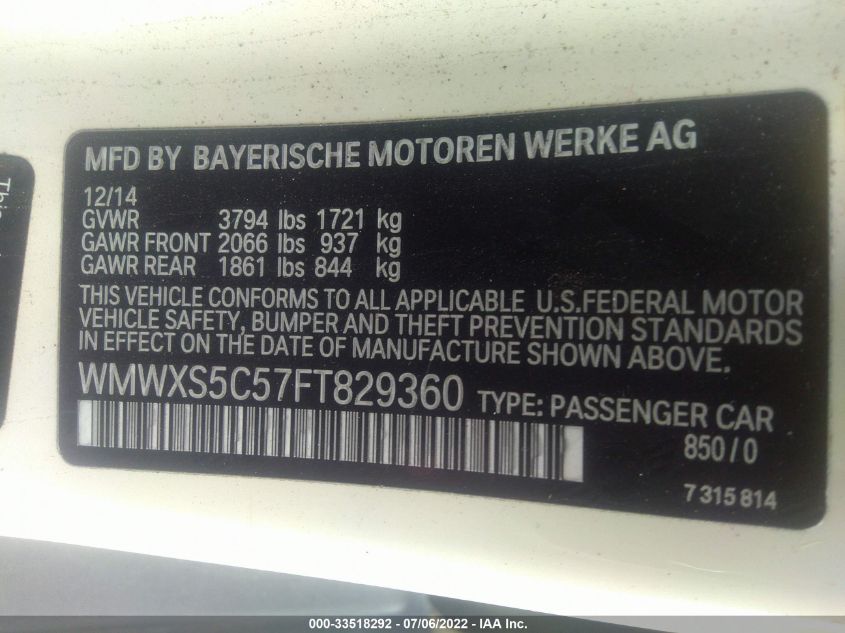 MFD BY BAYERISCHE MOTOREN WERKE AG
12/14
GVWR 3794 lbs 1721 kg
GAWR FRONT 2066 lbs 937 kg
GAWR REAR 1861 lbs 844 kg
THIS VEHICLE CONFORMS TO ALL APPLICABLE U.S.FEDERAL MOTOR
VEHICLE SAFETY, BUMPER AND THEFT PREVENTION STANDARDS
IN EFFECT ON THE DATE OF MANUFACTURE SHOWN ABOVE.
WMWXS5C57FT829360 TYPE: PASSENGER CAR
850/0
7315814
000-33518292 - 07/06/2022 - IAA Inc.